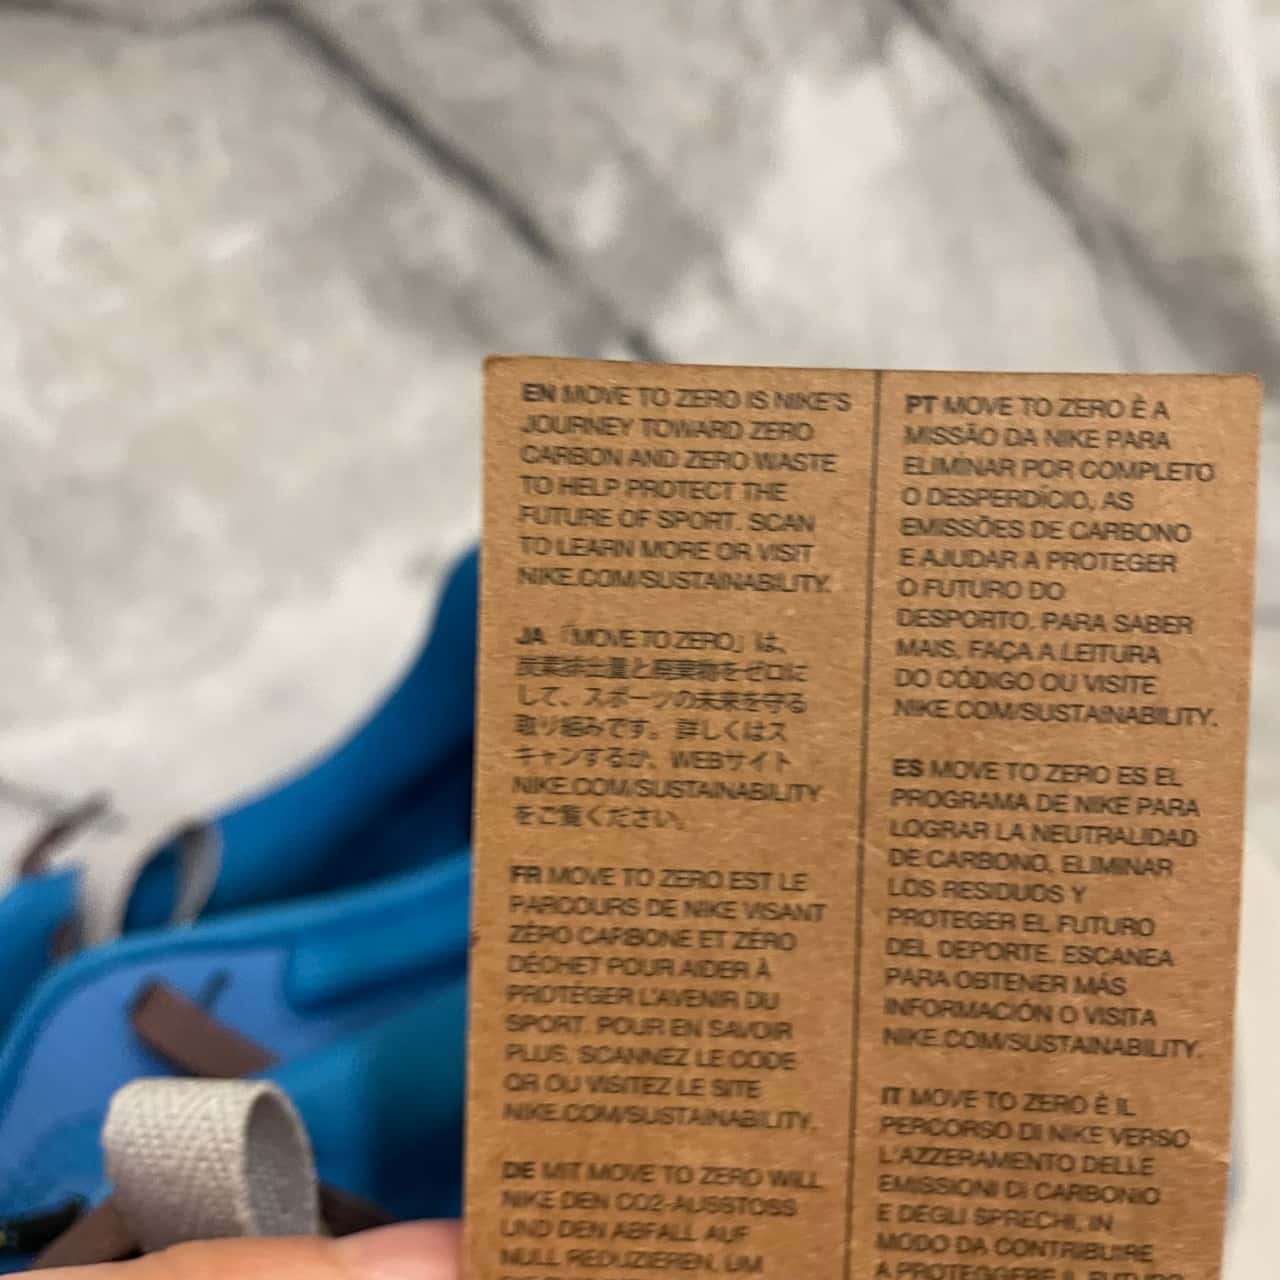 EN MOVE TO ZERO IS NIKE'S
JOURNEY TOWARD ZERO
CARBON AND ZERO WASTE
TO HELP PROTECT THE
FUTURE OF SPORT. SCAN
TO LEARN MORE OR VISIT
NIKE.COM/SUSTAINABILITY.
JA「MOVE TO ZERO」は、
炭素排出量と廃棄物をゼロに
して、スポーツの未来を守る
取り組みです。詳しくはス
キャンするか、WEBサイト
NIKE.COM/SUSTAINABILITY
をご覧ください。
FR MOVE TO ZERO EST LE
PARCOURS DE NIKE VISANT
ZÉRO CARBONE ET ZÉRO
DÉCHET POUR AIDER À
PROTÉGER L'AVENIR DU
SPORT. POUR EN SAVOIR
PLUS, SCANNEZ LE CODE
QR OU VISITEZ LE SITE
NIKE.COM/SUSTAINABILITY.
DE MIT MOVE TO ZERO WILL
NIKE DEN CO2-AUSSTOSS
UND DEN ABFALL AUF
NULL REDUZIEREN, UM
PT MOVE TO ZERO É A
MISSÃO DA NIKE PARA
ELIMINAR POR COMPLETO
O DESPERDÍCIO, AS
EMISSÕES DE CARBONO
E AJUDAR A PROTEGER
O FUTURO DO
DESPORTO. PARA SABER
MAIS, FAÇA A LEITURA
DO CÓDIGO OU VISITE
NIKE.COM/SUSTAINABILITY.
ES MOVE TO ZERO ES EL
PROGRAMA DE NIKE PARA
LOGRAR LA NEUTRALIDAD
DE CARBONO, ELIMINAR
LOS RESIDUOS Y
PROTEGER EL FUTURO
DEL DEPORTE. ESCANEA
PARA OBTENER MÁS
INFORMACIÓN O VISITA
NIKE.COM/SUSTAINABILITY.
IT MOVE TO ZERO È IL
PERCORSO DI NIKE VERSO
L'AZZERAMENTO DELLE
EMISSIONI DI CARBONIO
E DEGLI SPRECHI, IN
MODO DA CONTRIBUIRE
A PROTEGGERE IL FUTURO